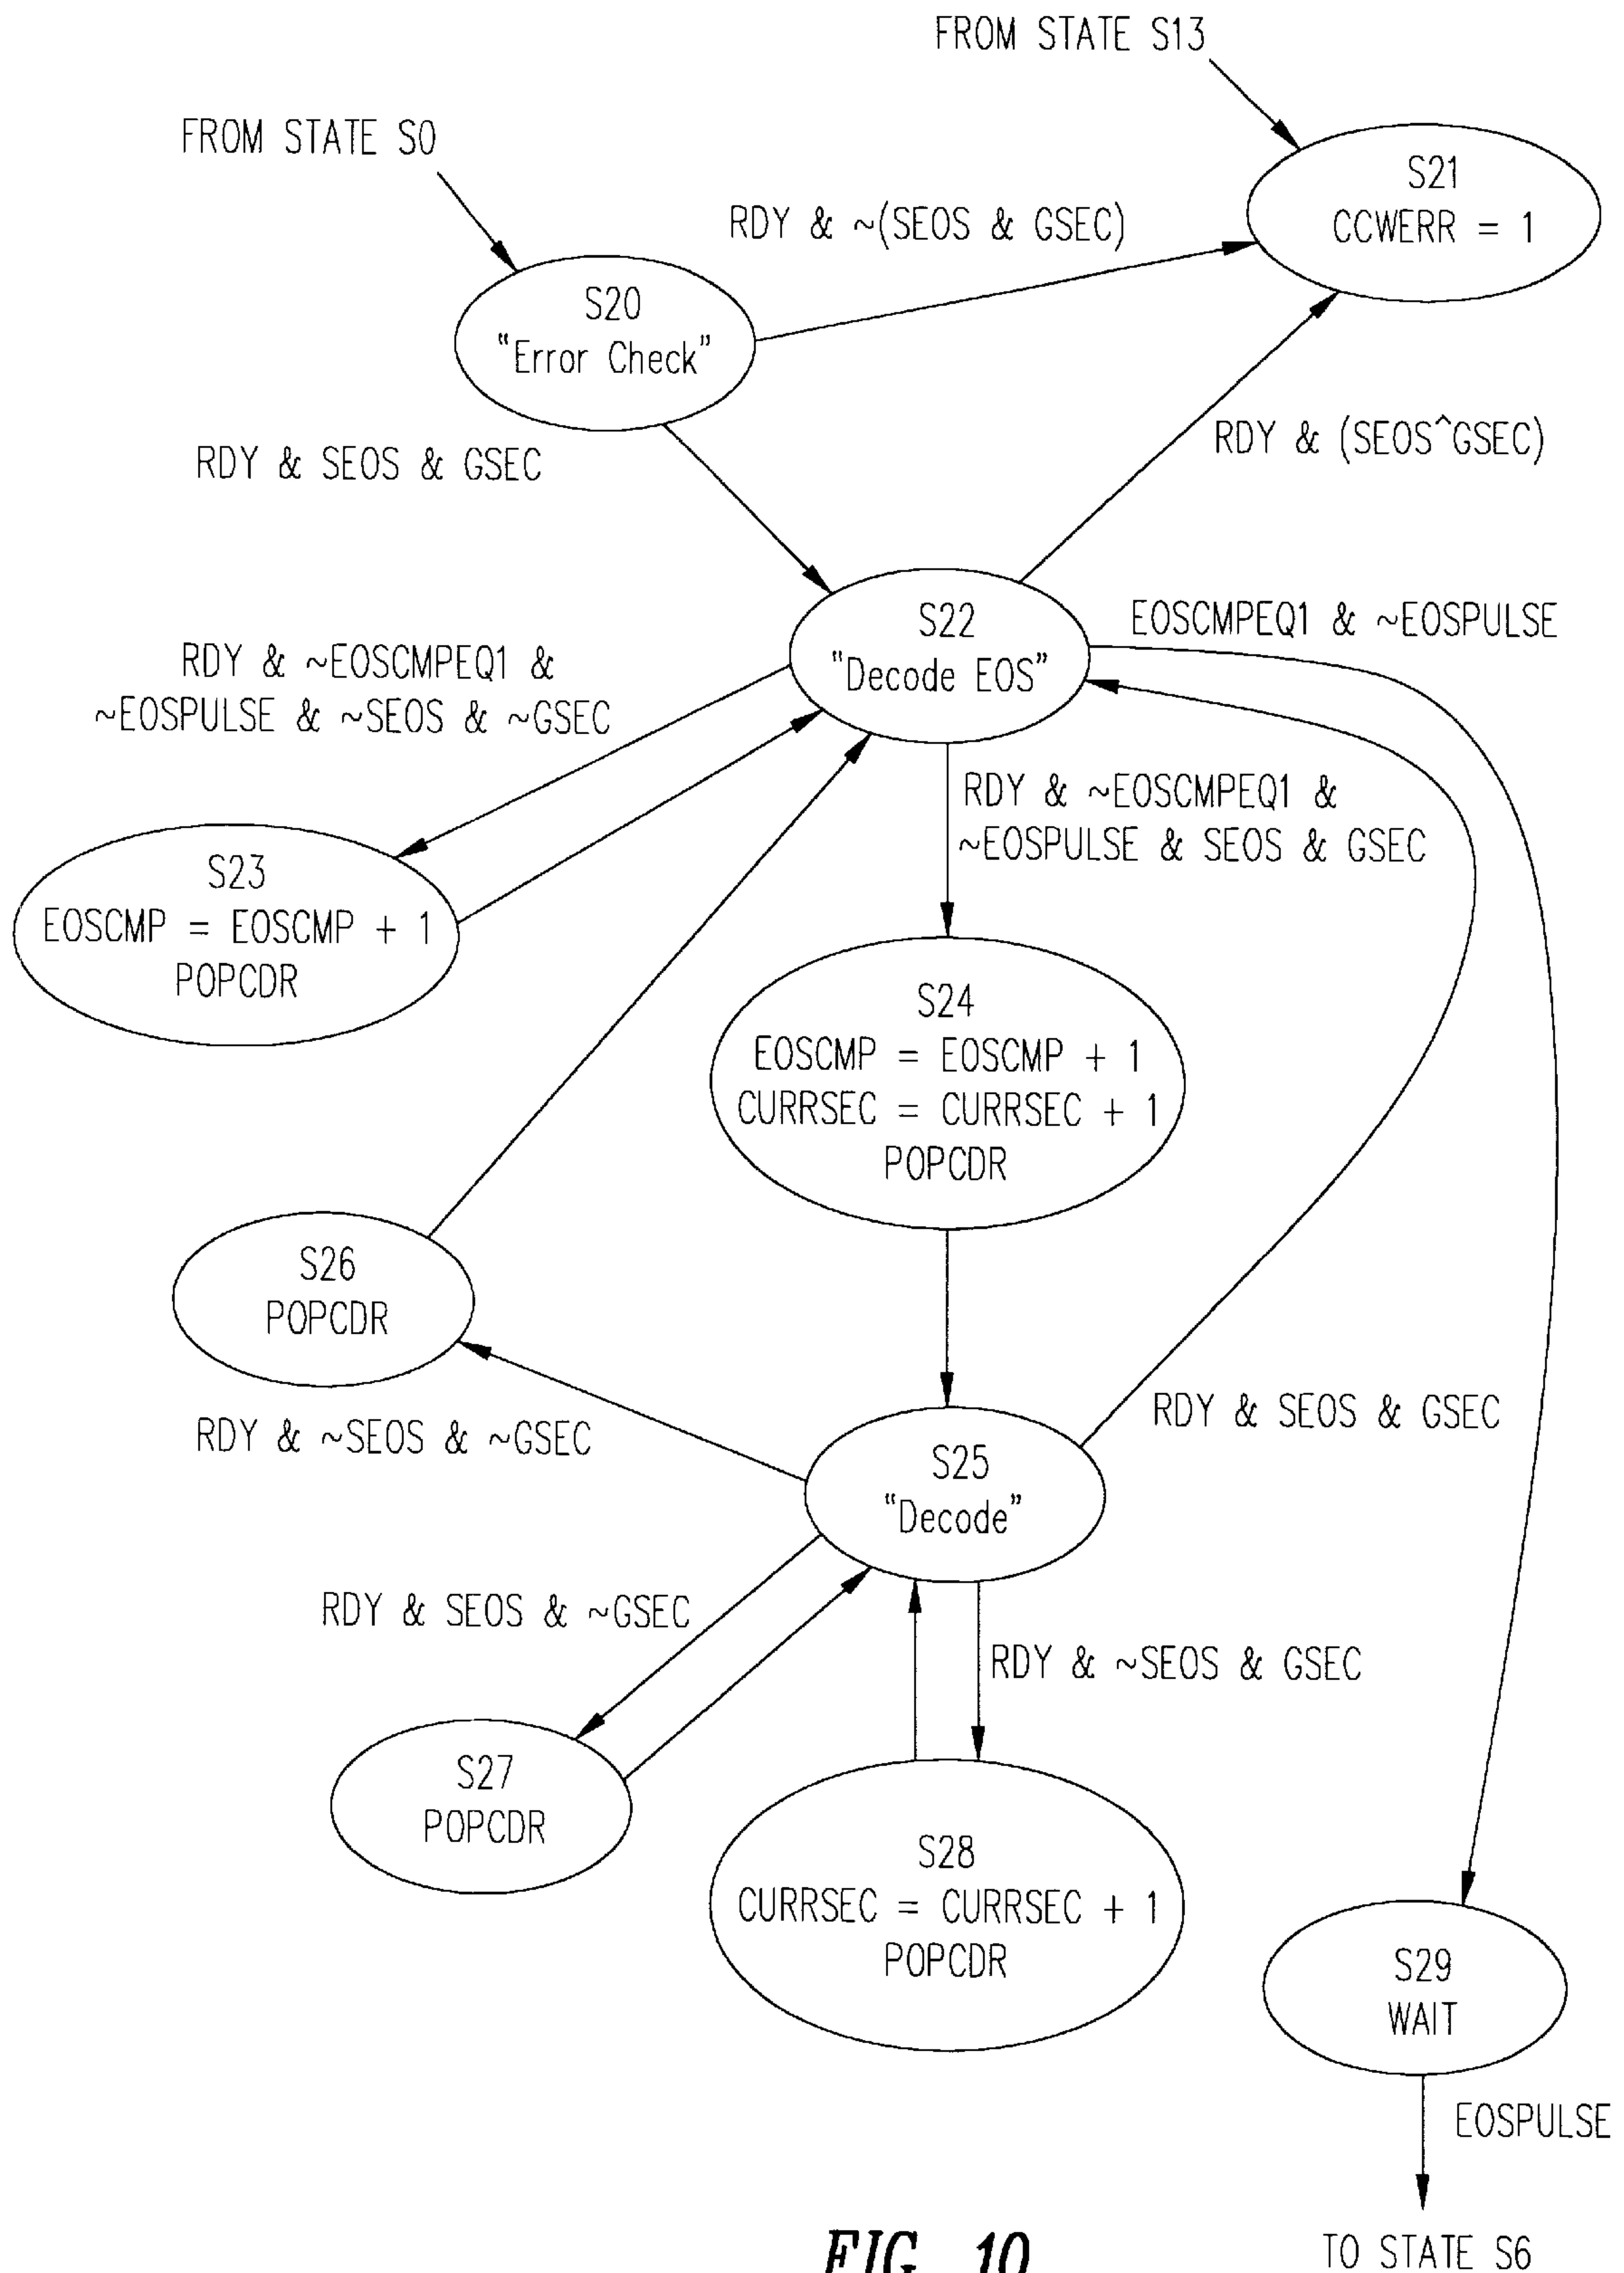 FROM STATE S13
FROM STATE S0
S21
CCWERR = 1
RDY & ~(SEOS & GSEC)
S20
"Error Check"
RDY & (SEOS^GSEC)
RDY & SEOS & GSEC
S22
"Decode EOS"
EOSCMPEQ1 & ~EOSPULSE
RDY & ~EOSCMPEQ1 &
~EOSPULSE & ~SEOS & ~GSEC
RDY & ~EOSCMPEQ1 &
~EOSPULSE & SEOS & GSEC
S23
EOSCMP = EOSCMP + 1
POPCDR
S24
EOSCMP = EOSCMP + 1
CURRSEC = CURRSEC + 1
POPCDR
S26
POPCDR
RDY & SEOS & GSEC
RDY & ~SEOS & ~GSEC
S25
"Decode"
RDY & SEOS & ~GSEC
RDY & ~SEOS & GSEC
S27
POPCDR
S28
CURRSEC = CURRSEC + 1
POPCDR
S29
WAIT
EOSPULSE
TO STATE S6
FIG. 10